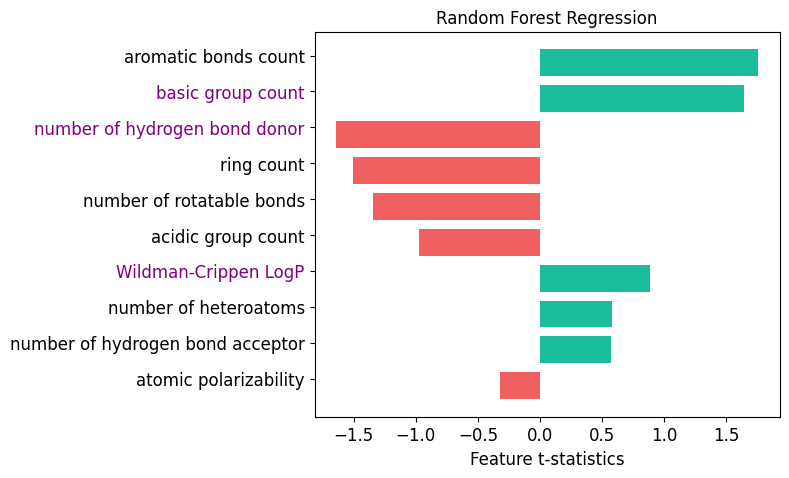 Random Forest Regression
aromatic bonds count
basic group count
number of hydrogen bond donor
ring count
number of rotatable bonds
acidic group count
Wildman-Crippen LogP
number of heteroatoms
number of hydrogen bond acceptor
atomic polarizability
−1.5 −1.0 −0.5 0.0 0.5 1.0 1.5
Feature t-statistics